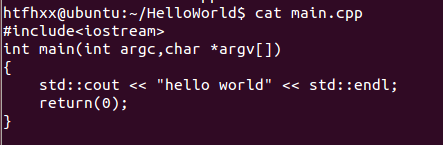 htfhxx@ubuntu:~/HelloWorld$ cat main.cpp
#include<iostream>
int main(int argc,char *argv[])
{
    std::cout << "hello world" << std::endl;
    return(0);
}